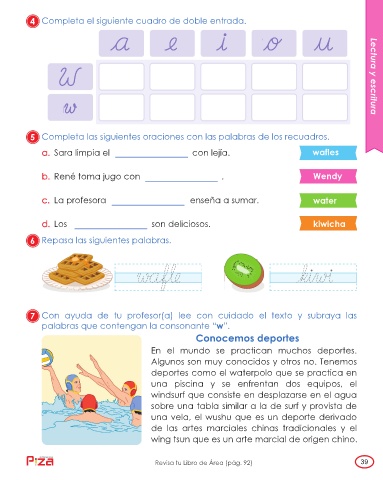 4 Completa el siguiente cuadro de doble entrada.
a e i o u
W
w
Lectura y escritura
5 Completa las siguientes oraciones con las palabras de los recuadros.
a. Sara limpia el ____ con lejía. wafles
b. René toma jugo con ____ . Wendy
c. La profesora ____ enseña a sumar. water
d. Los ____ son deliciosos. kiwicha
6 Repasa las siguientes palabras.
wafle kiwi
7 Con ayuda de tu profesor(a) lee con cuidado el texto y subraya las
palabras que contengan la consonante "w".
Conocemos deportes
En el mundo se practican muchos deportes.
Algunos son muy conocidos y otros no. Tenemos
deportes como el waterpolo que se practica en
una piscina y se enfrentan dos equipos, el
windsurf que consiste en desplazarse en el agua
sobre una tabla similar a la de surf y provista de
una vela, el wushu que es un deporte derivado
de las artes marciales chinas tradicionales y el
wing tsun que es un arte marcial de origen chino.
Revisa tu Libro de Área (pág. 92) 39